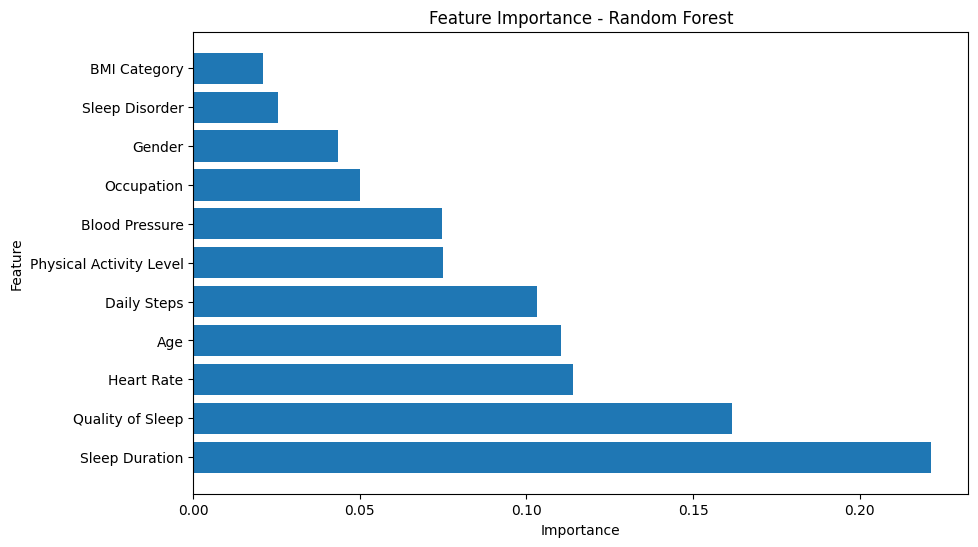 Feature Importance - Random Forest
BMI Category
Sleep Disorder
Gender
Occupation
Blood Pressure
Physical Activity Level
Daily Steps
Age
Heart Rate
Quality of Sleep
Sleep Duration
Feature
0.00 0.05 0.10 0.15 0.20
Importance